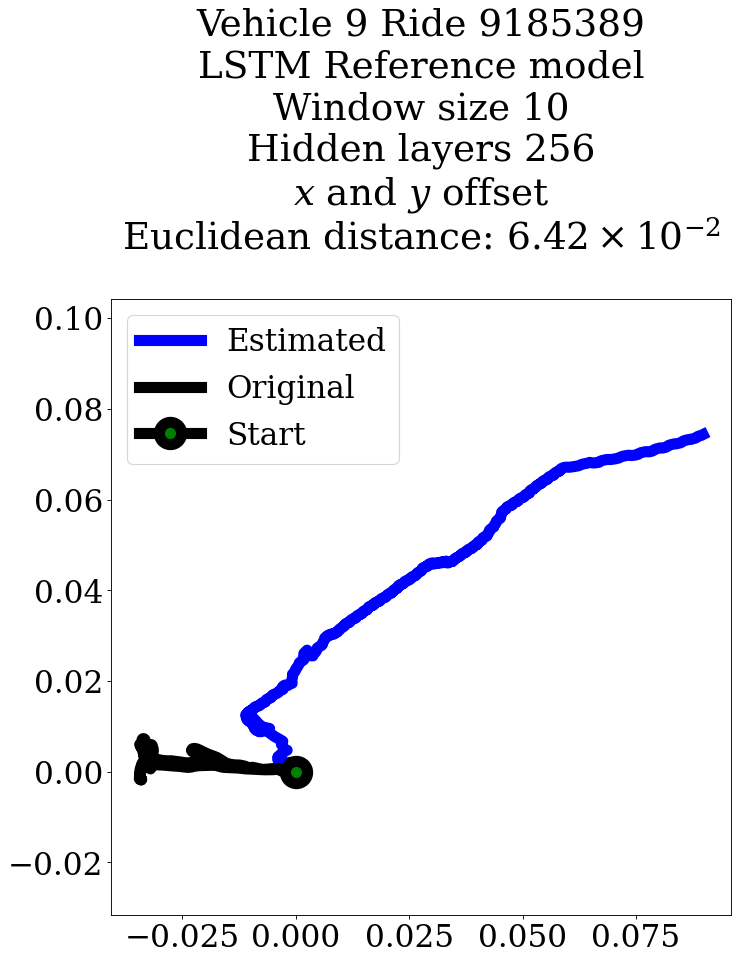 Vehicle 9 Ride 9185389
LSTM Reference model
Window size 10
Hidden layers 256
x and y offset
Euclidean distance: 6.42 × 10⁻²
Estimated
Original
Start
0.10
0.08
0.06
0.04
0.02
0.00
−0.02
−0.025 0.000 0.025 0.050 0.075